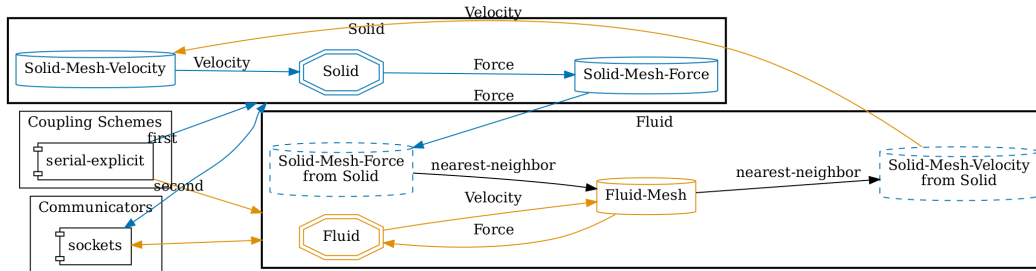 Velocity
Solid
Solid-Mesh-Velocity
Velocity
Solid
Force
Solid-Mesh-Force
Force
Coupling Schemes
first
serial-explicit
second
Communicators
sockets
Fluid
Solid-Mesh-Force
from Solid
nearest-neighbor
Velocity
Fluid-Mesh
nearest-neighbor
Solid-Mesh-Velocity
from Solid
Fluid
Force